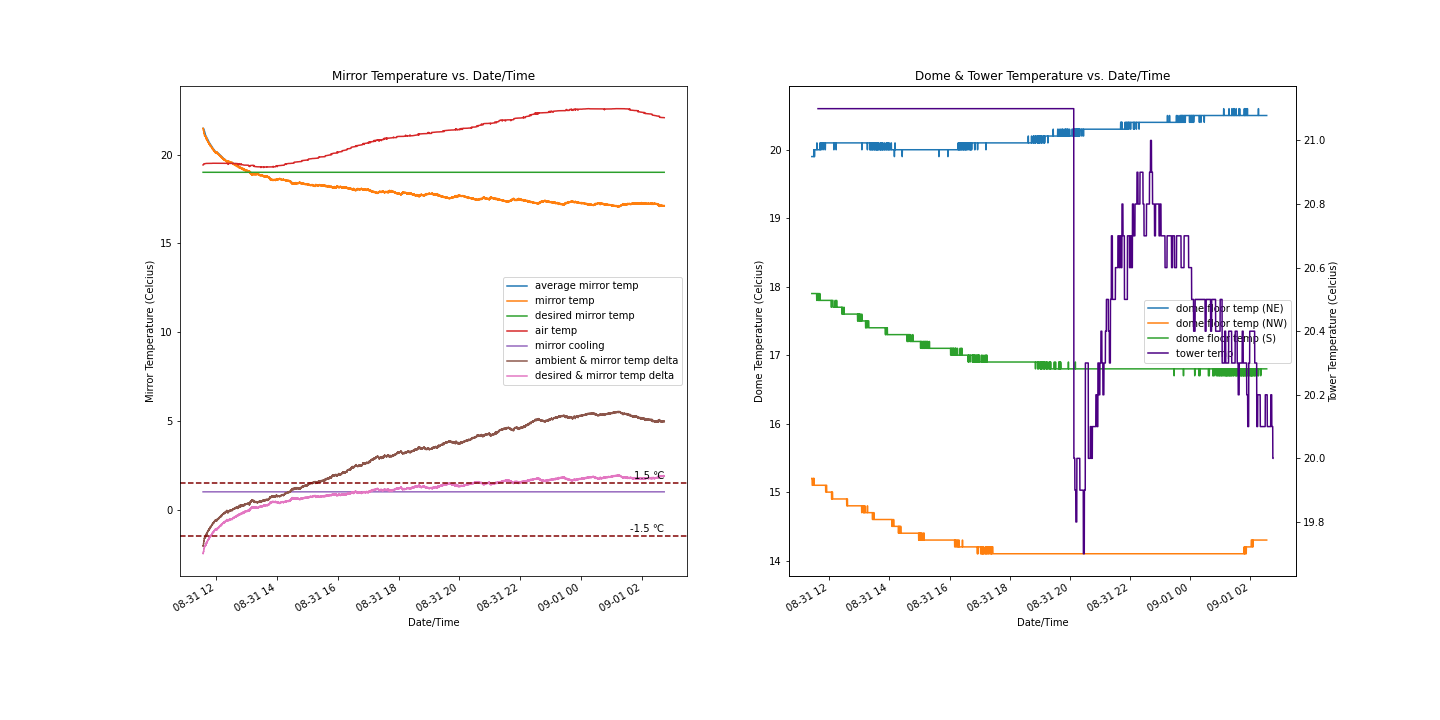 Mirror Temperature vs. Date/Time
Mirror Temperature (Celcius)
20
15
10
5
0
average mirror temp
mirror temp
desired mirror temp
air temp
mirror cooling
ambient & mirror temp delta
desired & mirror temp delta
1.5 °C
-1.5 °C
08-31 12
08-31 14
08-31 16
08-31 18
08-31 20
08-31 22
09-01 00
09-01 02
Date/Time
Dome & Tower Temperature vs. Date/Time
Dome Temperature (Celcius)
20
19
18
17
16
15
14
dome floor temp (NE)
dome floor temp (NW)
dome floor temp (S)
tower temp
21.0
20.8
20.6
20.4
20.2
20.0
19.8
Tower Temperature (Celcius)
08-31 12
08-31 14
08-31 16
08-31 18
08-31 20
08-31 22
09-01 00
09-01 02
Date/Time